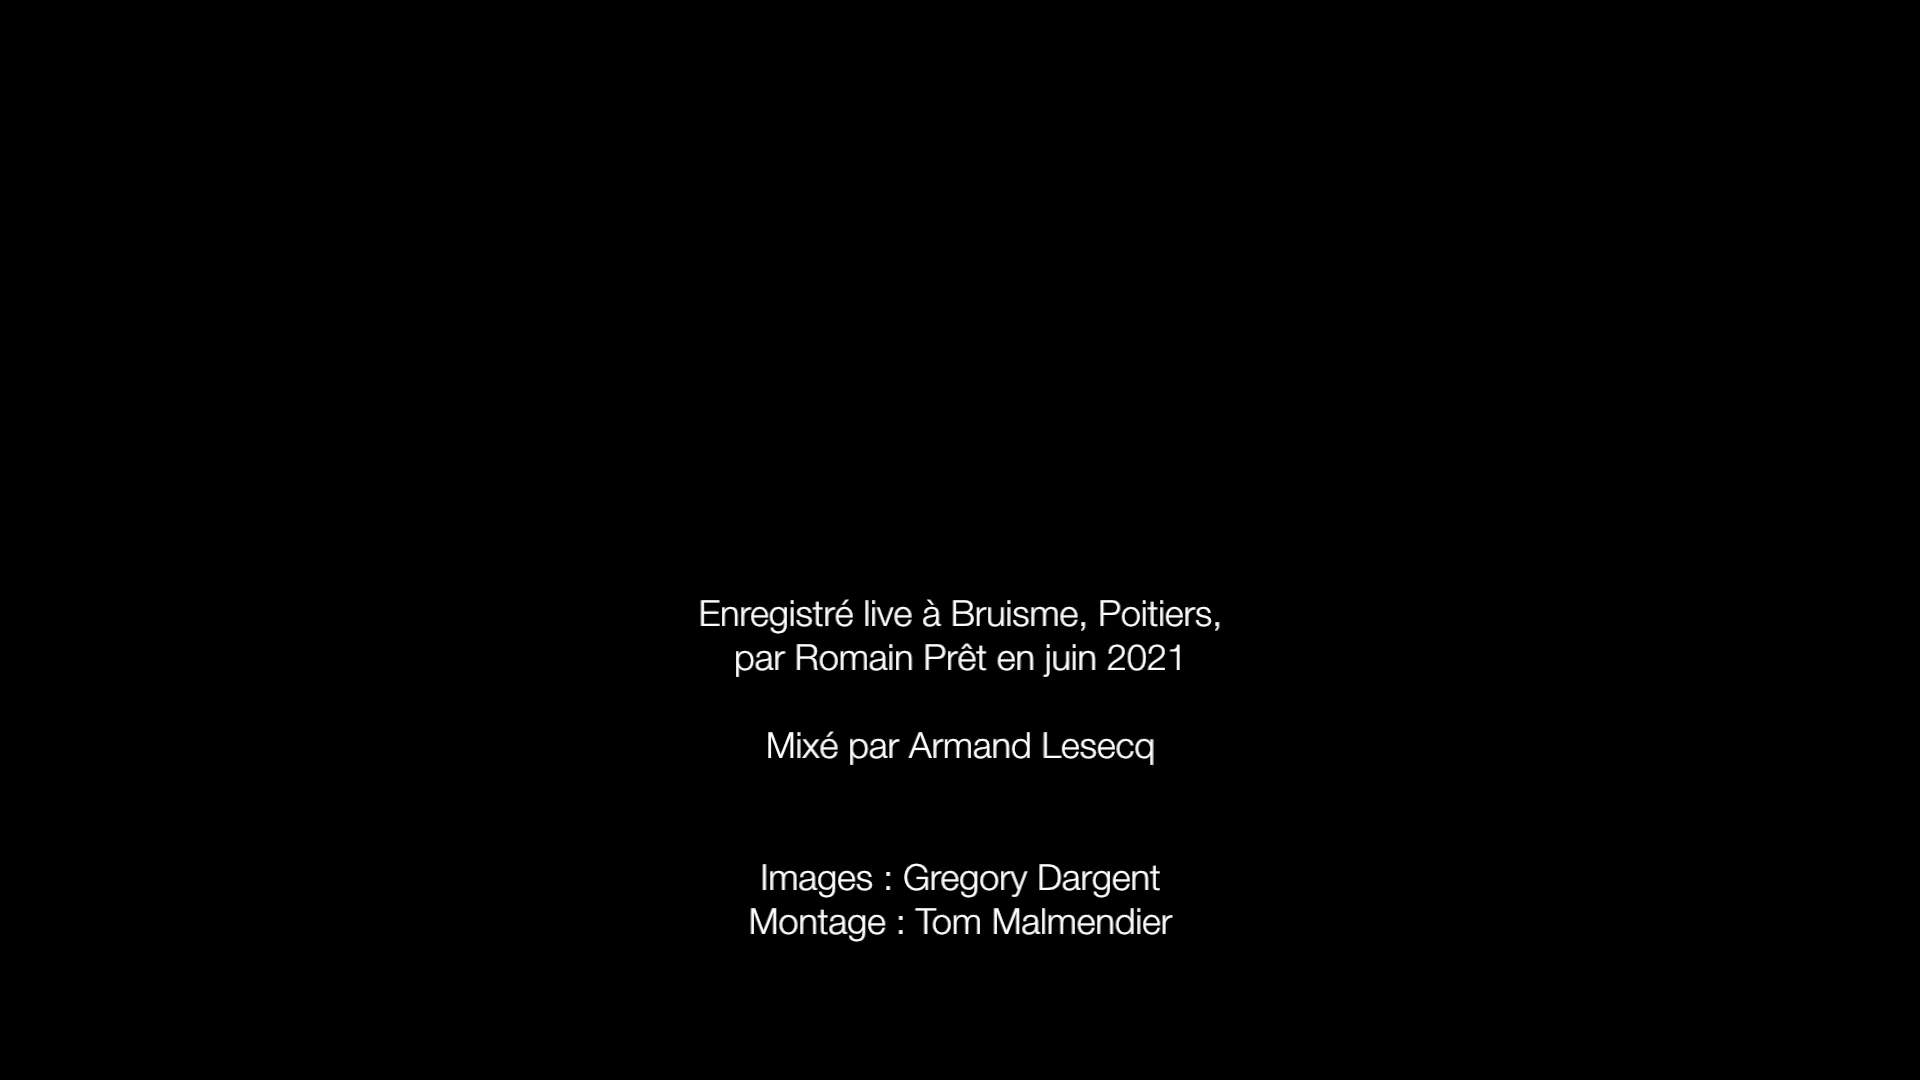 Enregistré live à Bruisme, Poitiers,
par Romain Prêt en juin 2021
Mixé par Armand Lesecq
Images : Gregory Dargent
Montage : Tom Malmendier